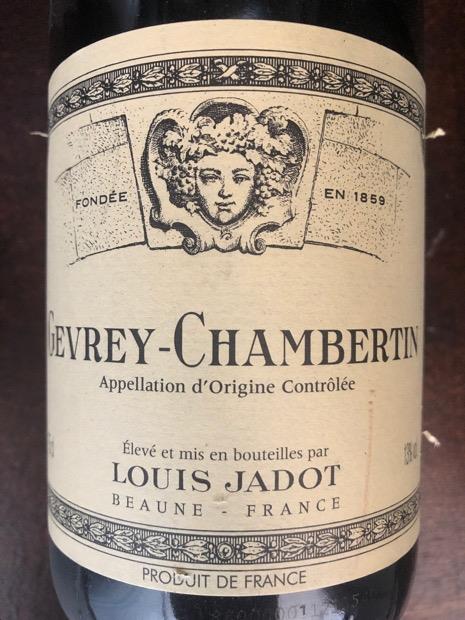 FONDÉE EN 1859
GEVREY-CHAMBERTIN
Appellation d'Origine Contrôlée
Élevé et mis en bouteilles par
LOUIS JADOT
BEAUNE - FRANCE
PRODUIT DE FRANCE